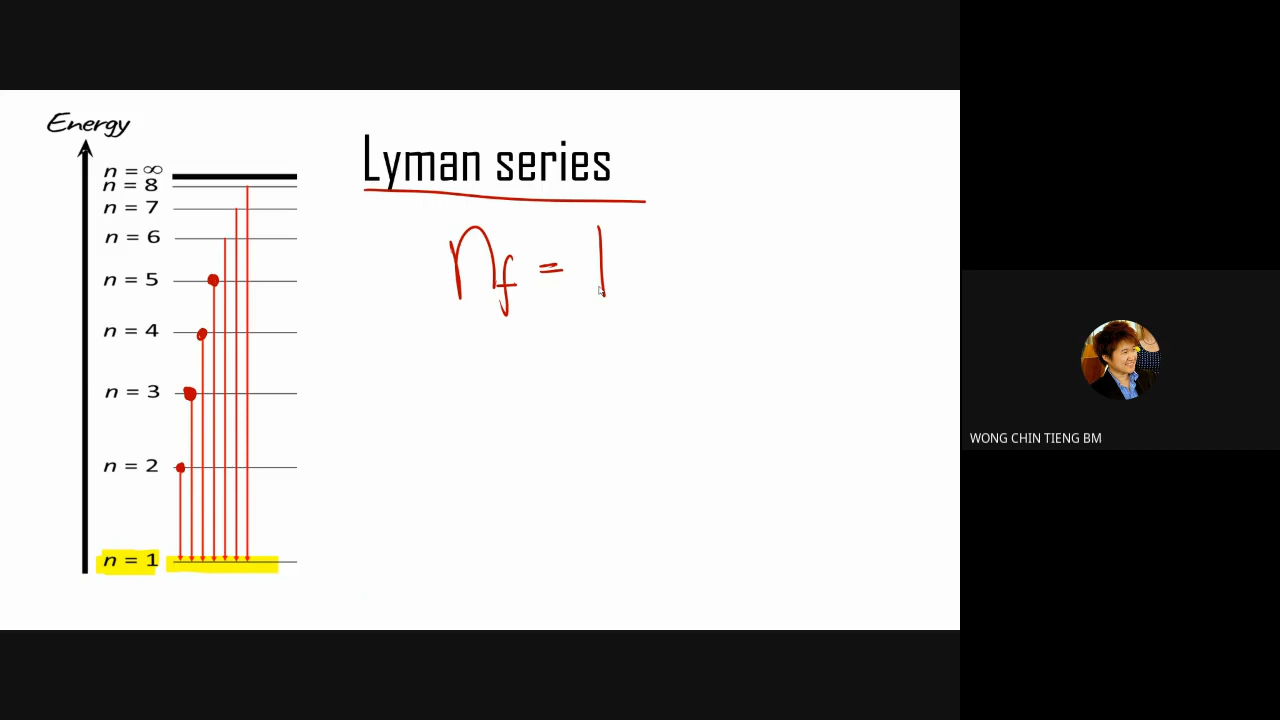 Energy
n = ∞
n = 8
n = 7
n = 6
n = 5
n = 4
n = 3
n = 2
n = 1
Lyman series
nf = 1
WONG CHIN TIENG BM